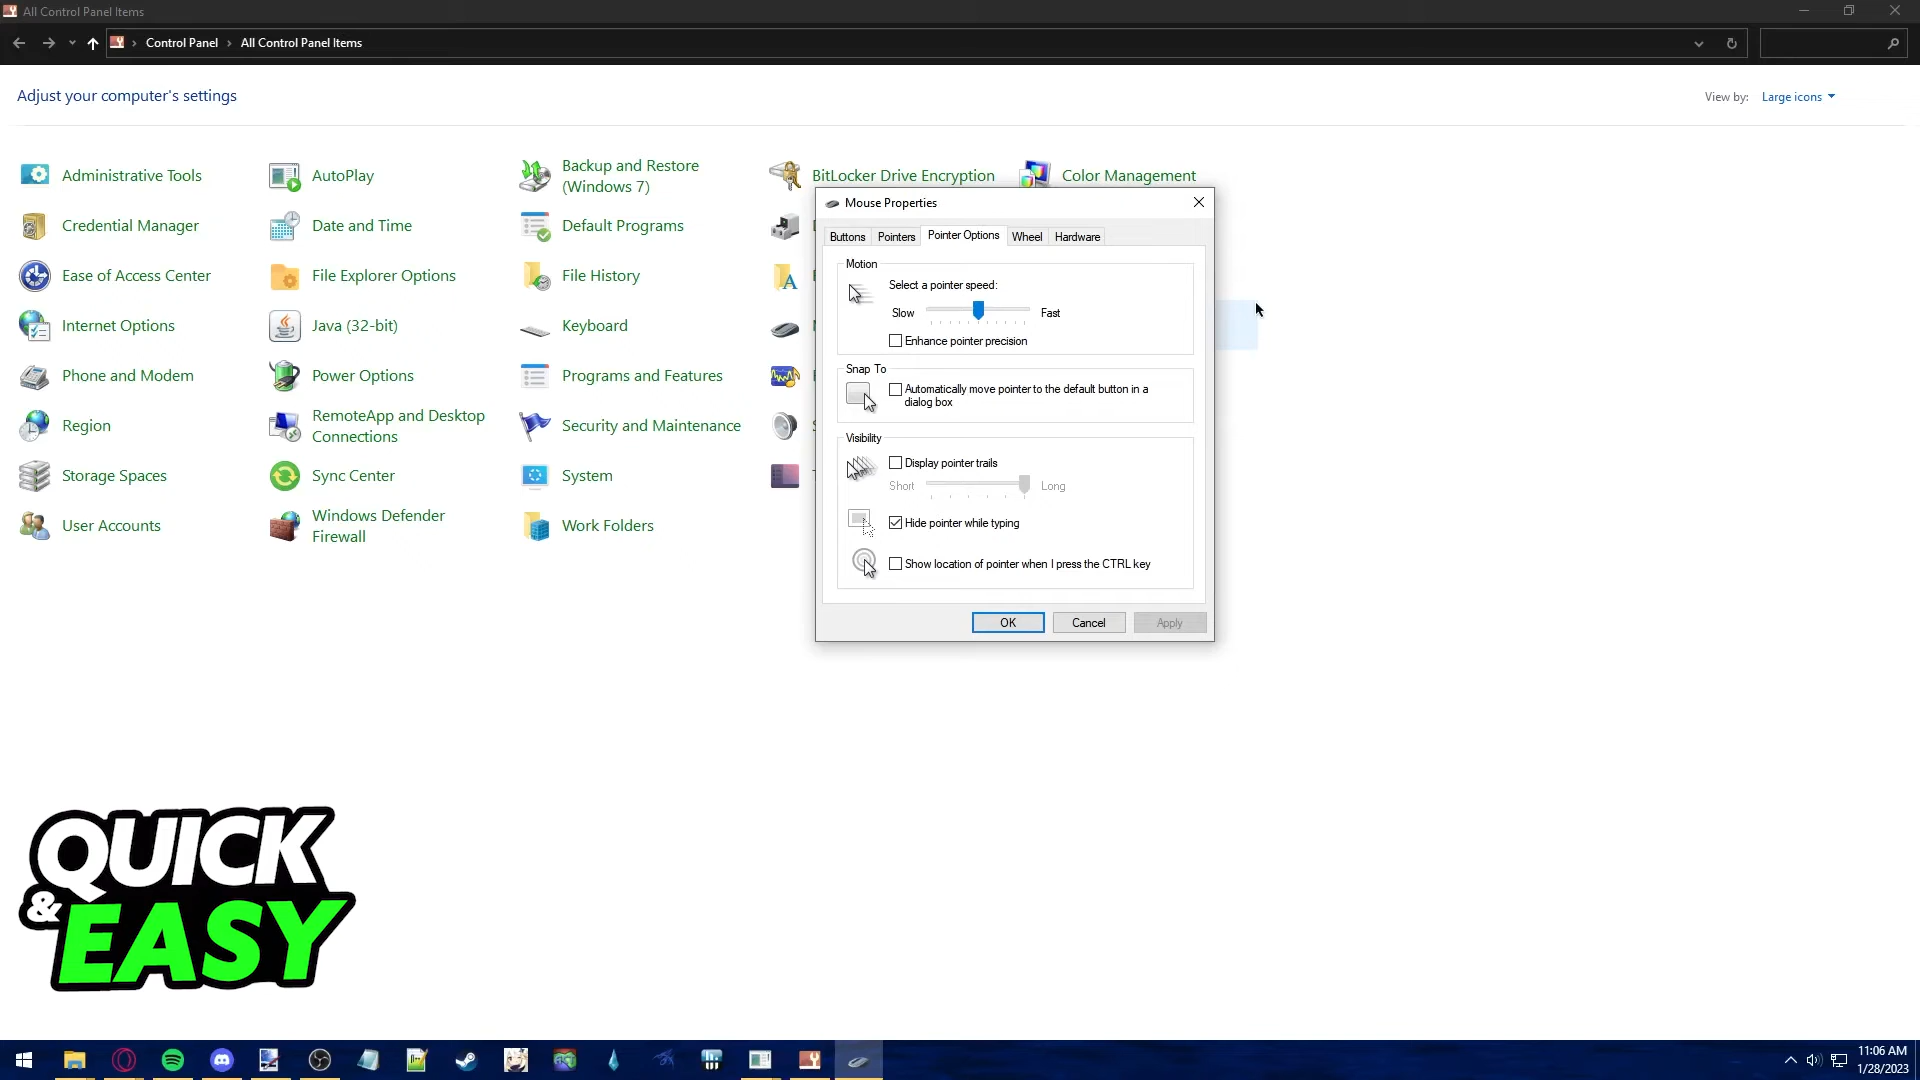 All Control Panel Items
Control Panel > All Control Panel Items
Adjust your computer's settings
View by: Large icons
Administrative Tools
AutoPlay
Backup and Restore
(Windows 7)
BitLocker Drive Encryption
Color Management
Credential Manager
Date and Time
Default Programs
Ease of Access Center
File Explorer Options
File History
Internet Options
Java (32-bit)
Keyboard
Phone and Modem
Power Options
Programs and Features
Region
RemoteApp and Desktop
Connections
Security and Maintenance
Storage Spaces
Sync Center
System
User Accounts
Windows Defender
Firewall
Work Folders
Mouse Properties
Buttons Pointers Pointer Options Wheel Hardware
Motion
Select a pointer speed:
Slow Fast
Enhance pointer precision
Snap To
Automatically move pointer to the default button in a
dialog box
Visibility
Display pointer trails
Short Long
Hide pointer while typing
Show location of pointer when I press the CTRL key
OK Cancel Apply
QUICK
& EASY
11:06 AM
1/28/2023